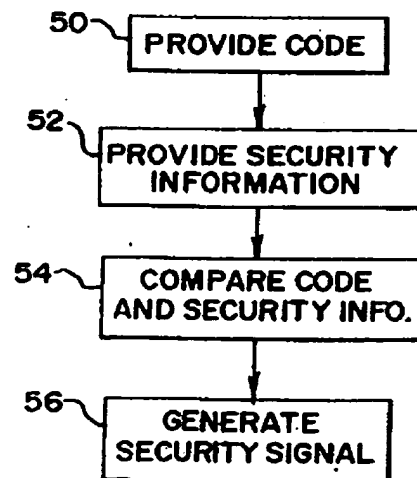 50
PROVIDE CODE
52
PROVIDE SECURITY
INFORMATION
54
COMPARE CODE
AND SECURITY INFO.
56
GENERATE
SECURITY SIGNAL